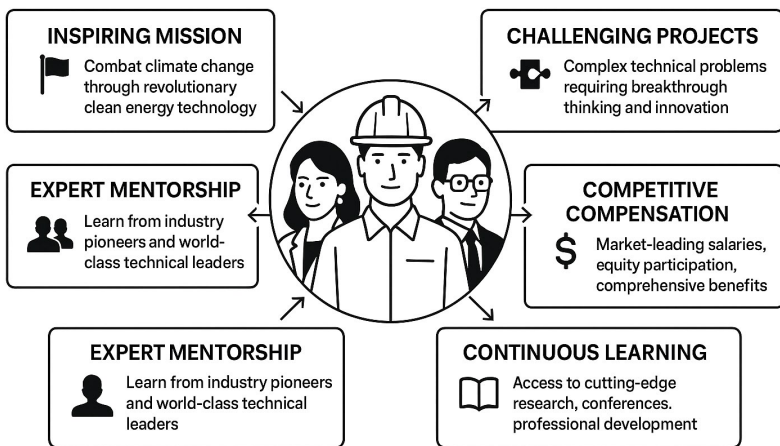 INSPIRING MISSION
Combat climate change
through revolutionary
clean energy technology
CHALLENGING PROJECTS
Complex technical problems
requiring breakthrough
thinking and innovation
EXPERT MENTORSHIP
Learn from industry
pioneers and world-
class technical leaders
COMPETITIVE
COMPENSATION
$
Market-leading salaries,
equity participation,
comprehensive benefits
EXPERT MENTORSHIP
Learn from industry pioneers
and world-class technical
leaders
CONTINUOUS LEARNING
Access to cutting-edge
research, conferences.
professional development